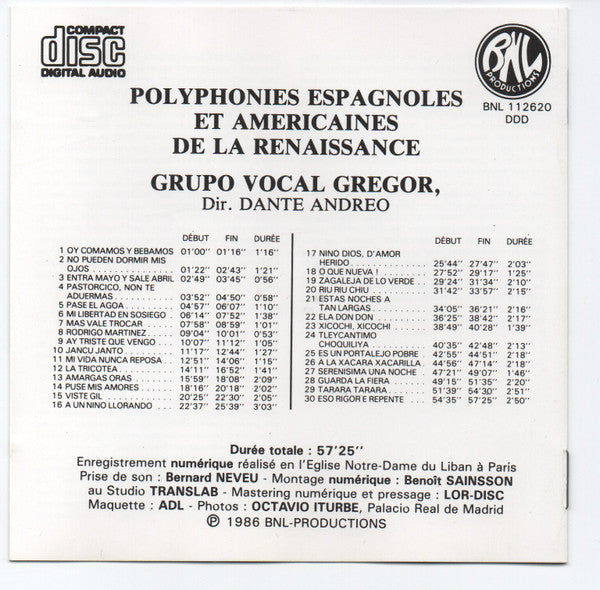 COMPACT
disc
DIGITAL AUDIO
BNL
PRODUCTIONS
BNL 112620
DDD
POLYPHONIES ESPAGNOLES
ET AMERICAINES
DE LA RENAISSANCE
GRUPO VOCAL GREGOR,
Dir. DANTE ANDREO
DÉBUT FIN DURÉE
1 OY COMAMOS Y BEBAMOS 01'00'' 01'16'' 1'16''
2 NO PUEDEN DORMIR MIS
OJOS . . . . . . . . 01'22'' 02'43'' 1'21''
3 ENTRA MAYO Y SALE ABRIL 02'49'' 03'45'' 0'56''
4 PASTORCICO, NON TE
ADUERMAS . . . . . . . . 03'52'' 04'50'' 0'58''
5 PASE EL AGOA . . . . . . . 04'57'' 06'07'' 1'10''
6 MI LIBERTAD EN SOSIEGO . 06'14'' 07'52'' 1'38''
7 MAS VALE TROCAR . . . . . 07'58'' 08'59'' 1'01''
8 RODRIGO MARTINEZ . . . . 09'04'' 10'01'' 0'53''
9 AY TRISTE QUE VENGO . . . 10'07'' 11'12'' 1'05''
10 JANCU JANTO . . . . . . . 11'17'' 12'44'' 1'27''
11 MI VIDA NUNCA REPOSA . . 12'51'' 14'06'' 1'15''
12 LA TRICOTEA . . . . . . . 14'11'' 16'52'' 1'41''
13 AMARGAS ORAS . . . . . . 15'59'' 18'08'' 2'09''
14 PUSE MIS AMORES . . . . . 18'16'' 20'18'' 2'02''
15 VISTE GIL . . . . . . . . 20'25'' 22'30'' 2'05''
16 A UN NINO LLORANDO . . . 22'37'' 25'39'' 3'03''
DÉBUT FIN DURÉE
17 NINO DIOS, D'AMOR
HERIDO . . . . . . . . 25'44'' 27'47'' 2'03''
18 O QUE NUEVA ! . . . . . . 27'52'' 29'17'' 1'25''
19 ZAGALEJA DE LO VERDE . . 29'24'' 31'34'' 2'10''
20 RIU RIU CHIU . . . . . . . 31'42'' 33'57'' 2'15''
21 ESTAS NOCHES A
TAN LARGAS . . . . . . . 34'05'' 36'21'' 2'16''
22 ELA DON DON . . . . . . . 36'25'' 38'42'' 2'17''
23 XICOCHI, XICOCHI . . . . . 38'49'' 40'28'' 1'39''
24 TLEYCANTIMO
CHOQUILIYA . . . . . . . 40'35'' 42'48'' 2'13''
25 ES UN PORTALEJO POBRE . 42'55'' 44'51'' 2'18''
26 A LA XACARA XACARILLA . 44'56'' 47'14'' 2'18''
27 SERENISIMA UNA NOCHE . 47'21'' 49'07'' 1'46''
28 GUARDA LA FIERA . . . . . 49'15'' 51'35'' 2'20''
29 TARARA TARARA . . . . . . 51'59'' 54'28'' 2'48''
30 ESO RIGOR E REPENTE . . . 54'35'' 57'25'' 2'50''
Durée totale : 57'25''
Enregistrement numérique réalisé en l'Eglise Notre-Dame du Liban à Paris
Prise de son : Bernard NEVEU - Montage numérique : Benoît SAINSSON
au Studio TRANSLAB - Mastering numérique et pressage : LOR-DISC
Maquette : ADL - Photos : OCTAVIO ITURBE, Palacio Real de Madrid
℗ 1986 BNL-PRODUCTIONS